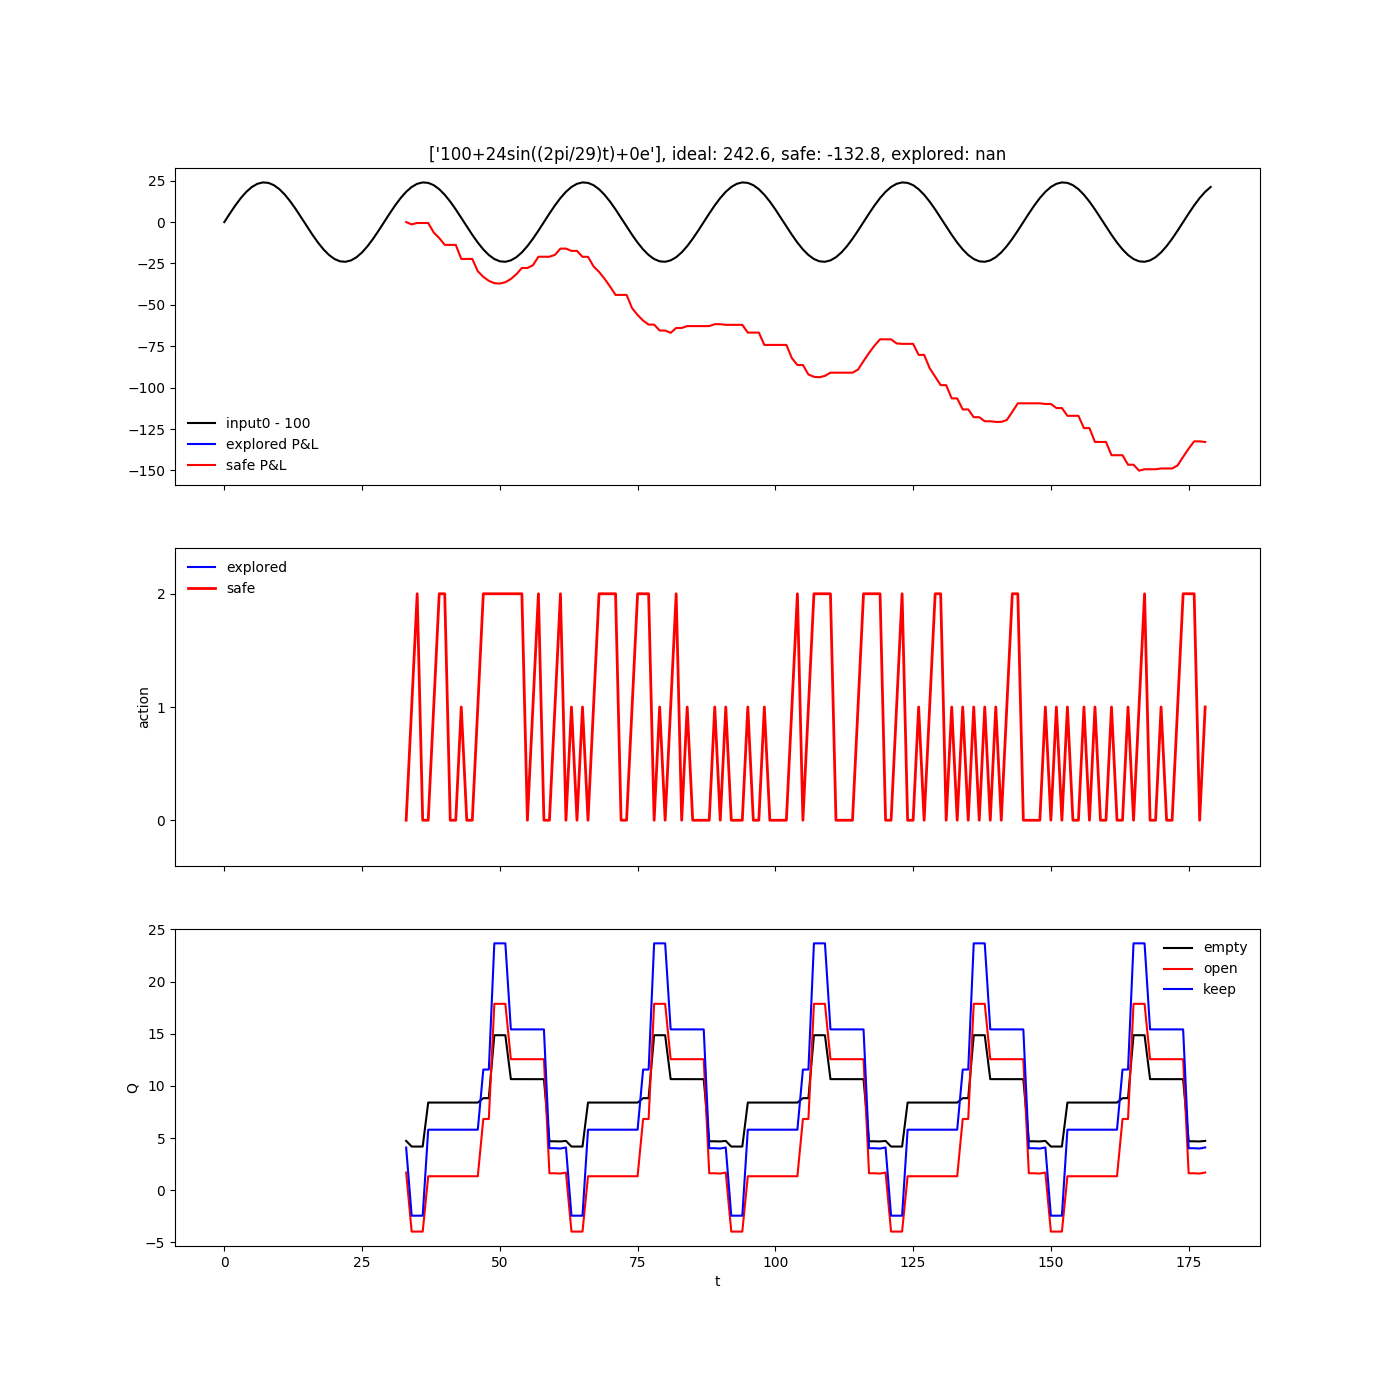 ['100+24sin((2pi/29)t)+0e'], ideal: 242.6, safe: -132.8, explored: nan
25
0
−25
−50
−75
−100
−125
−150
input0 - 100
explored P&L
safe P&L
explored
safe
2
1
0
action
25
20
15
10
5
0
−5
Q
empty
open
keep
0 25 50 75 100 125 150 175
t